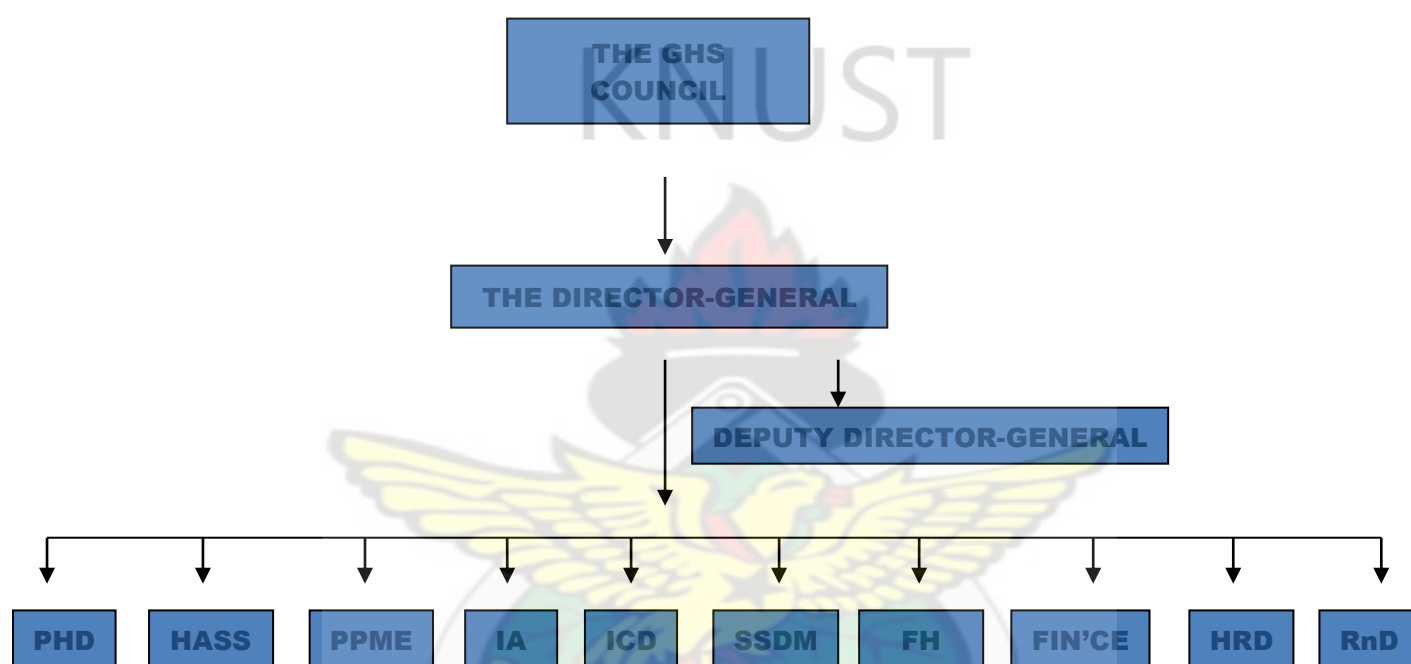 KNUST
THE GHS
COUNCIL
THE DIRECTOR-GENERAL
DEPUTY DIRECTOR-GENERAL
PHD HASS PPME IA ICD SSDM FH FIN'CE HRD RnD